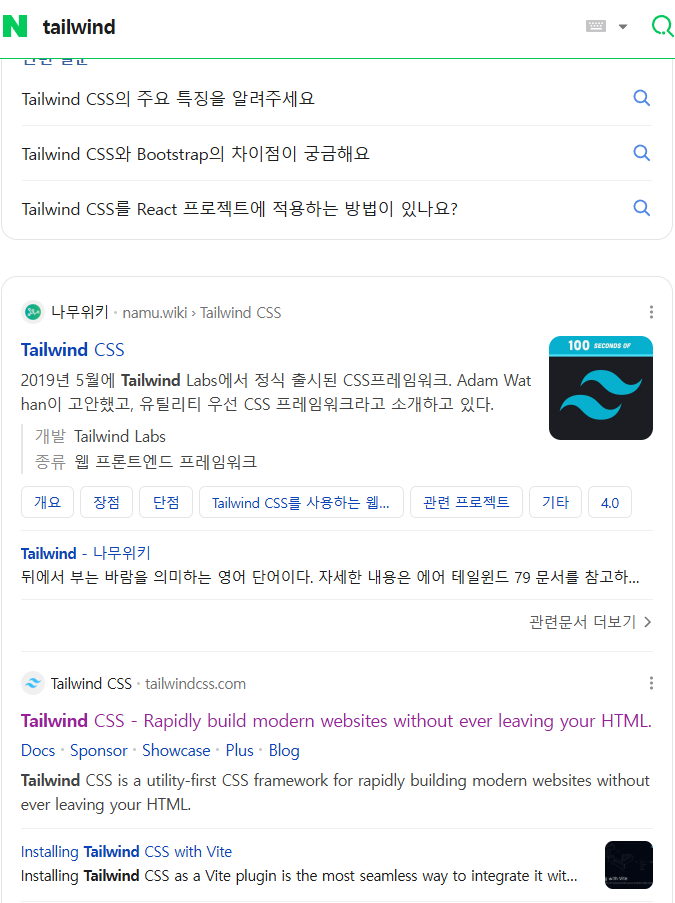 N tailwind
관련 질문
Tailwind CSS의 주요 특징을 알려주세요
Tailwind CSS와 Bootstrap의 차이점이 궁금해요
Tailwind CSS를 React 프로젝트에 적용하는 방법이 있나요?
나무위키 · namu.wiki › Tailwind CSS
Tailwind CSS
100 SECONDS OF
2019년 5월에 Tailwind Labs에서 정식 출시된 CSS프레임워크. Adam Wat
han이 고안했고, 유틸리티 우선 CSS 프레임워크라고 소개하고 있다.
개발 Tailwind Labs
종류 웹 프론트엔드 프레임워크
개요 장점 단점 Tailwind CSS를 사용하는 웹... 관련 프로젝트 기타 4.0
Tailwind - 나무위키
뒤에서 부는 바람을 의미하는 영어 단어이다. 자세한 내용은 에어 테일윈드 79 문서를 참고하...
관련문서 더보기 >
Tailwind CSS · tailwindcss.com
Tailwind CSS - Rapidly build modern websites without ever leaving your HTML.
Docs · Sponsor · Showcase · Plus · Blog
Tailwind CSS is a utility-first CSS framework for rapidly building modern websites without
ever leaving your HTML.
Installing Tailwind CSS with Vite
Installing Tailwind CSS as a Vite plugin is the most seamless way to integrate it wit...